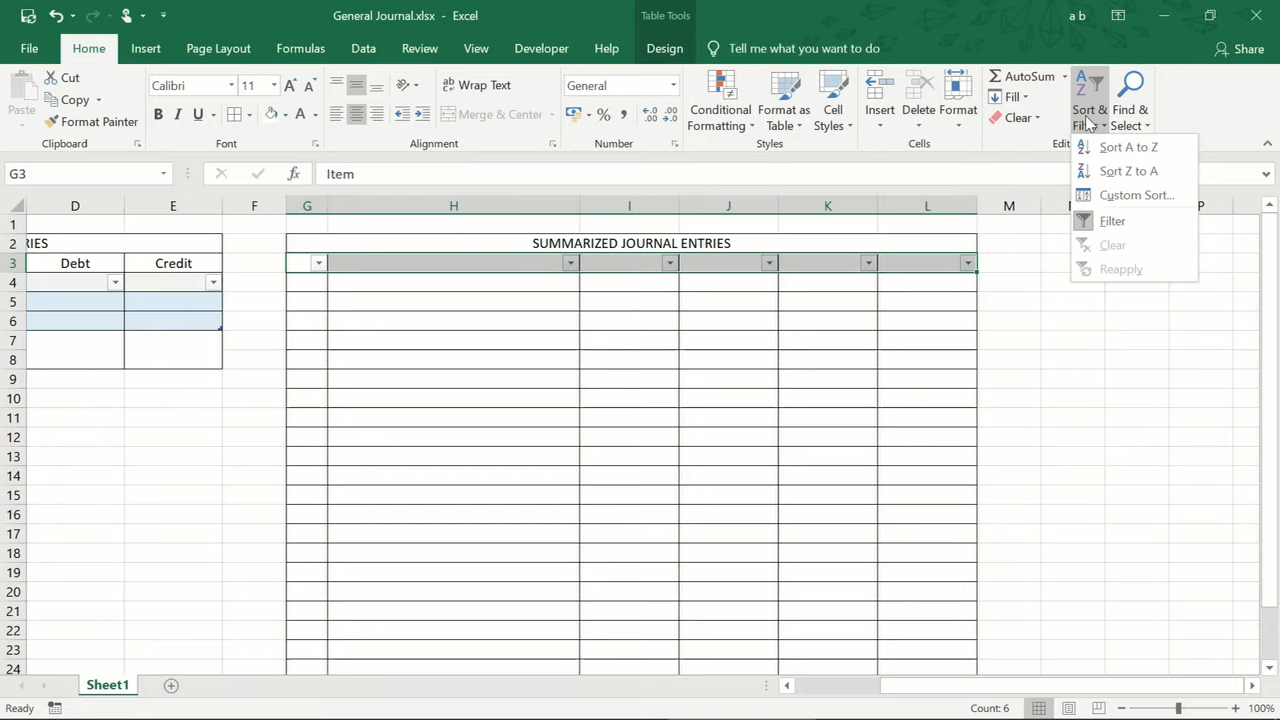 General Journal.xlsx - Excel
Table Tools
a b
File
Home
Insert
Page Layout
Formulas
Data
Review
View
Developer
Help
Design
Tell me what you want to do
Share
Paste
Cut
Copy
Format Painter
Clipboard
Calibri
11
B I U
Font
Wrap Text
Merge & Center
Alignment
General
Number
Conditional
Formatting
Format as
Table
Cell
Styles
Styles
Insert
Delete
Format
Cells
AutoSum
Fill
Clear
Sort &
Find &
Select
Sort A to Z
Sort Z to A
Custom Sort...
Filter
Clear
Reapply
G3
Item
D E F G H I J K L M P
1
2 RIES SUMMARIZED JOURNAL ENTRIES
3 Debt Credit
4
5
6
7
8
9
10
11
12
13
14
15
16
17
18
19
20
21
22
23
24
Sheet1
Ready
Count: 6
100%